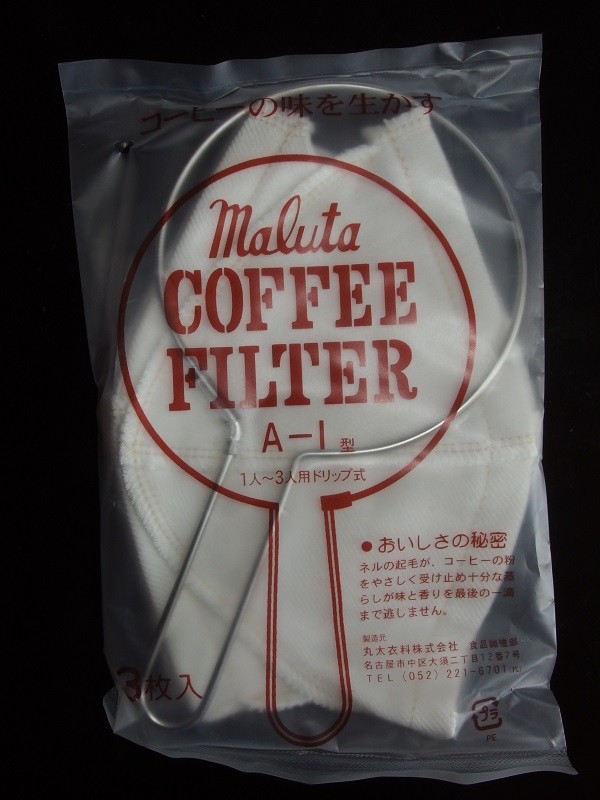 コーヒーの味を生かす
Maluta
COFFEE
FILTER
A-1型
1人～3人用ドリップ式
●おいしさの秘密
ネルの起毛が、コーヒーの粉
をやさしく受け止め十分な蒸
らしが味と香りを最後の一滴
まで逃しません。
製造元
丸太衣料株式会社 食品機徴部
名古屋市中区大須二丁目12番7号
TEL (052) 221-6701㈹
3枚入
プラ
PE